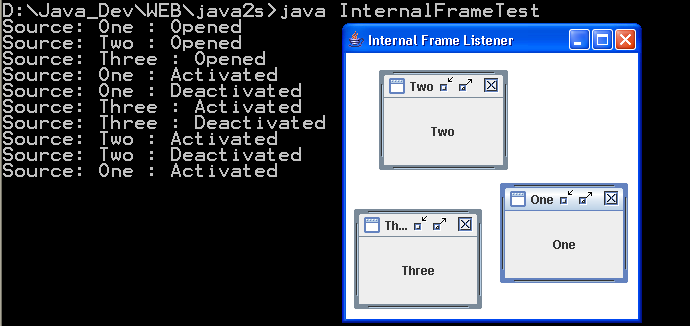 D:\Java_Dev\WEB\java2s>java InternalFrameTest
Source: One : Opened
Source: Two : Opened
Source: Three : Opened
Source: One : Activated
Source: One : Deactivated
Source: Three : Activated
Source: Three : Deactivated
Source: Two : Activated
Source: Two : Deactivated
Source: One : Activated
Internal Frame Listener
Two
Two
One
One
Th...
Three